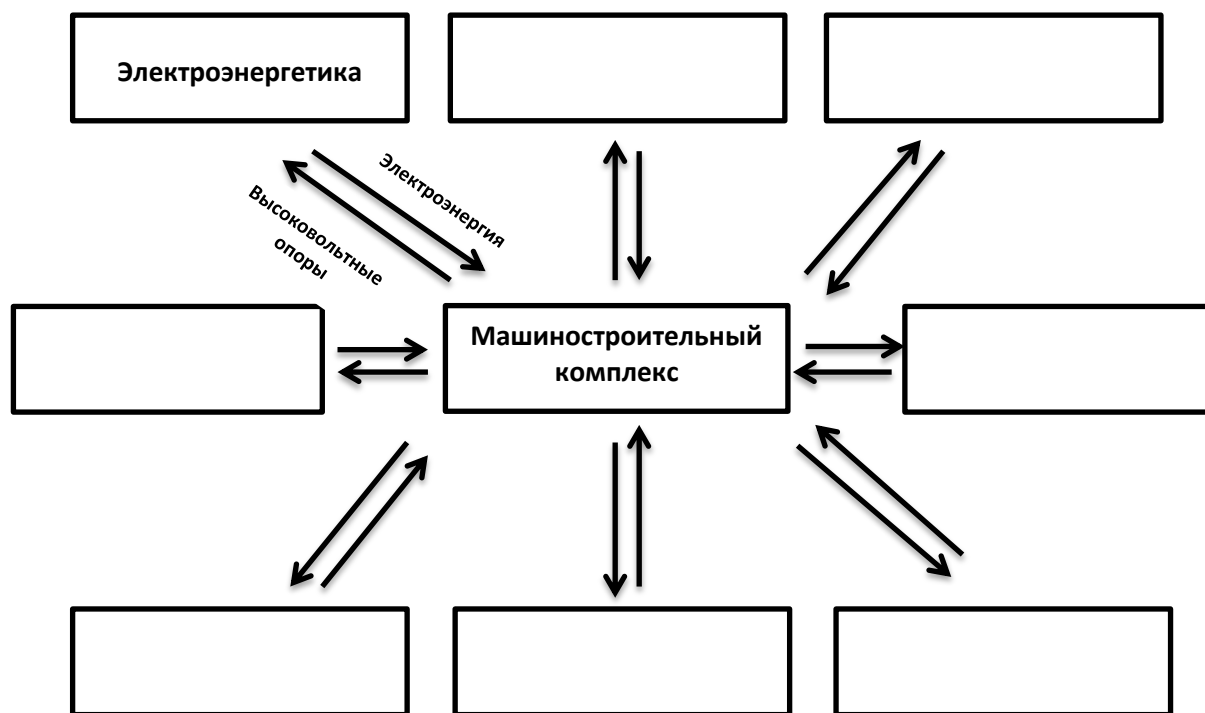 Электроэнергетика
Электроэнергия
Высоковольтные
опоры
Машиностроительный
комплекс